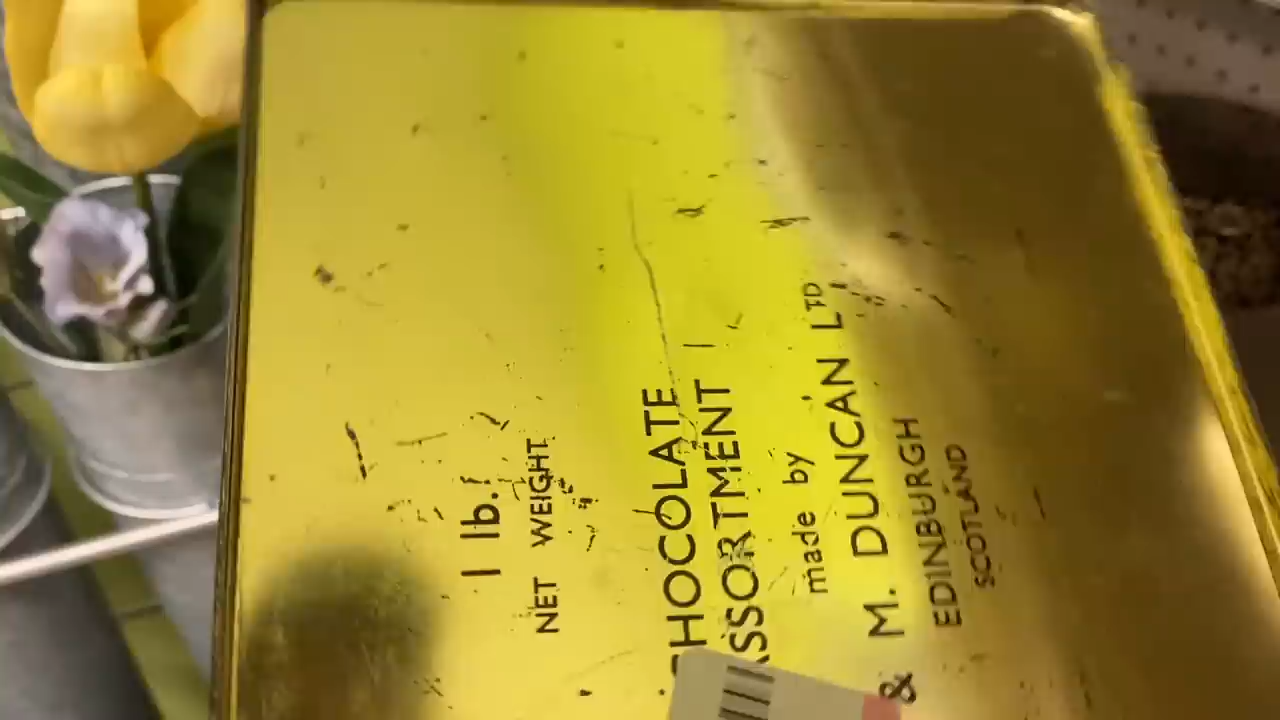 1 lb.
NET WEIGHT
CHOCOLATE
ASSORTMENT
made by
& M. DUNCAN LTD
EDINBURGH
SCOTLAND